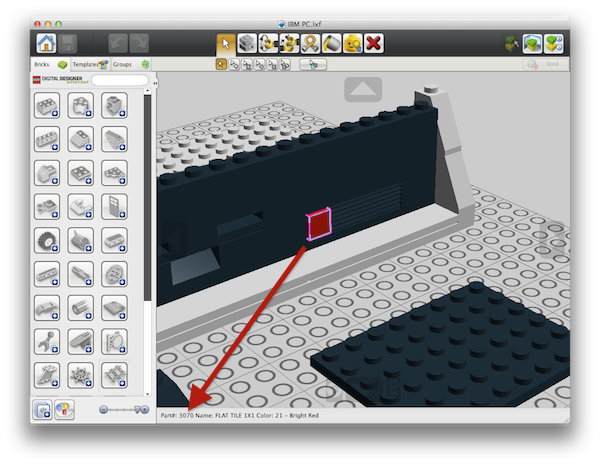 IBM PC.lxf
Bricks
Templates
Groups
Send
DIGITAL DESIGNER
extended
Part#: 3070 Name: FLAT TILE 1X1 Color: 21 - Bright Red